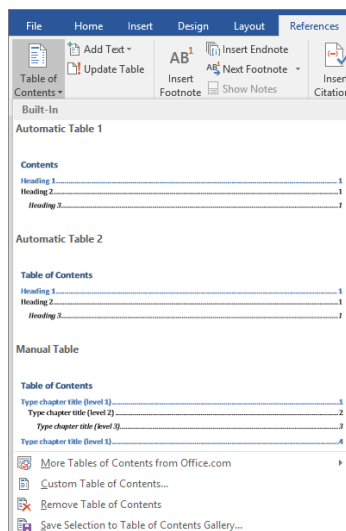 File Home Insert Design Layout References
Add Text
Update Table
Table of
Contents
AB1
Insert
Footnote
Insert Endnote
AB1 Next Footnote
Show Notes
Insert
Citation
Built-In
Automatic Table 1
Contents
Heading 1 1
Heading 2 1
Heading 3 1
Automatic Table 2
Table of Contents
Heading 1 1
Heading 2 1
Heading 3 1
Manual Table
Table of Contents
Type chapter title (level 1) 1
Type chapter title (level 2) 2
Type chapter title (level 3) 3
Type chapter title (level 1) 4
More Tables of Contents from Office.com
Custom Table of Contents...
Remove Table of Contents
Save Selection to Table of Contents Gallery...